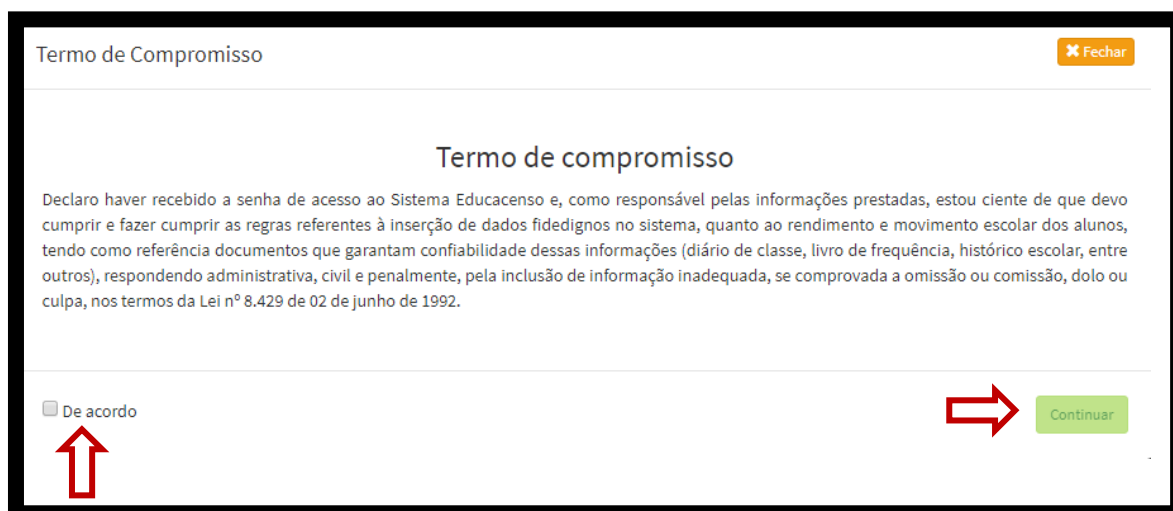 Termo de Compromisso
✖ Fechar
Termo de compromisso
Declaro haver recebido a senha de acesso ao Sistema Educacenso e, como responsável pelas informações prestadas, estou ciente de que devo
cumprir e fazer cumprir as regras referentes à inserção de dados fidedignos no sistema, quanto ao rendimento e movimento escolar dos alunos,
tendo como referência documentos que garantam confiabilidade dessas informações (diário de classe, livro de frequência, histórico escolar, entre
outros), respondendo administrativa, civil e penalmente, pela inclusão de informação inadequada, se comprovada a omissão ou comissão, dolo ou
culpa, nos termos da Lei nº 8.429 de 02 de junho de 1992.
De acordo
Continuar